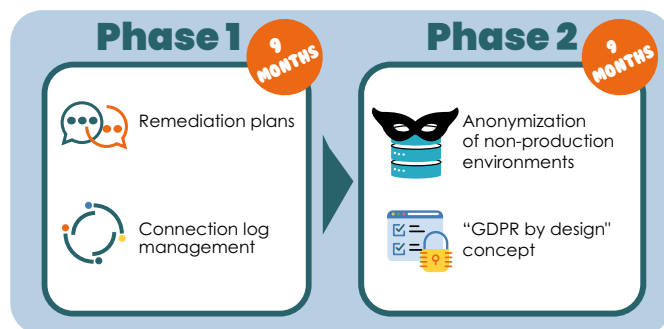 Phase 1
9
MONTHS
Remediation plans
Connection log
management
Phase 2
9
MONTHS
Anonymization
of non-production
environments
“GDPR by design"
concept